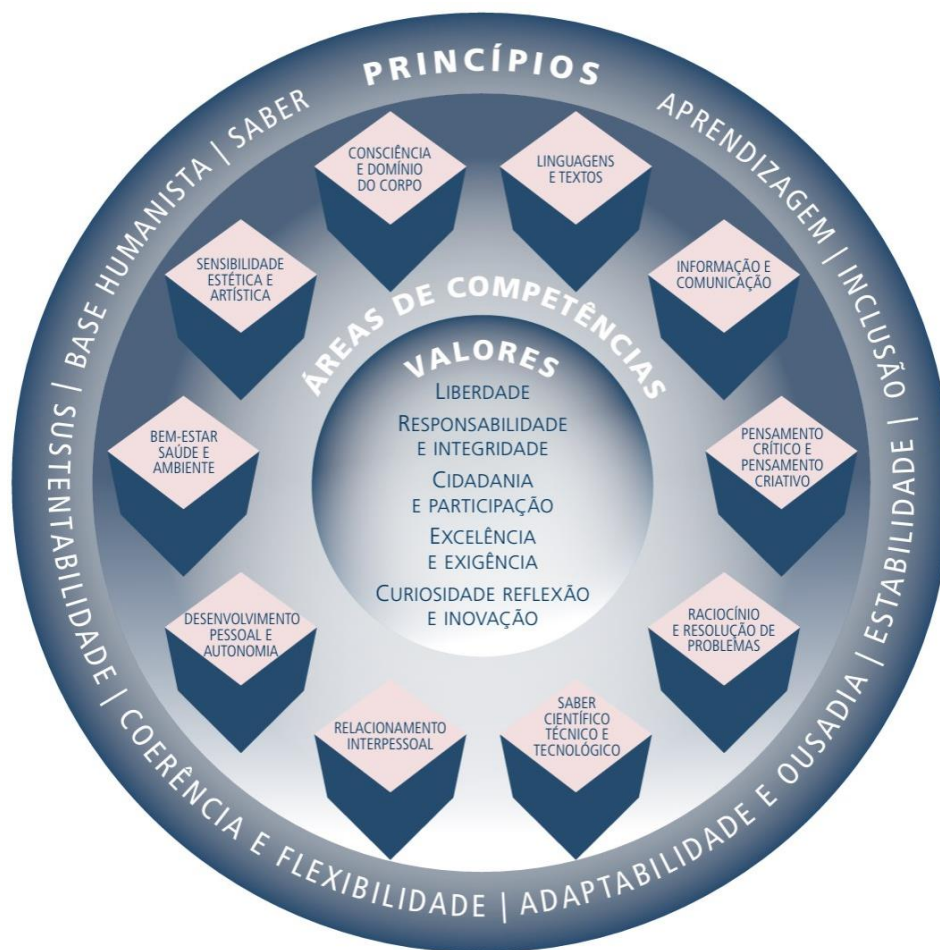 PRINCÍPIOS
APRENDIZAGEM | INCLUSÃO | ESTABILIDADE | ADAPTABILIDADE E OUSADIA | COERÊNCIA E FLEXIBILIDADE | SUSTENTABILIDADE | BASE HUMANISTA | SABER
ÁREAS DE COMPETÊNCIAS
LINGUAGENS
E TEXTOS
INFORMAÇÃO E
COMUNICAÇÃO
PENSAMENTO
CRÍTICO E
PENSAMENTO
CRIATIVO
RACIOCÍNIO
E RESOLUÇÃO DE
PROBLEMAS
SABER
CIENTÍFICO
TÉCNICO E
TECNOLÓGICO
RELACIONAMENTO
INTERPESSOAL
DESENVOLVIMENTO
PESSOAL E
AUTONOMIA
BEM-ESTAR
SAÚDE E
AMBIENTE
SENSIBILIDADE
ESTÉTICA E
ARTÍSTICA
CONSCIÊNCIA
E DOMÍNIO
DO CORPO
VALORES
LIBERDADE
RESPONSABILIDADE
E INTEGRIDADE
CIDADANIA
E PARTICIPAÇÃO
EXCELÊNCIA
E EXIGÊNCIA
CURIOSIDADE REFLEXÃO
E INOVAÇÃO